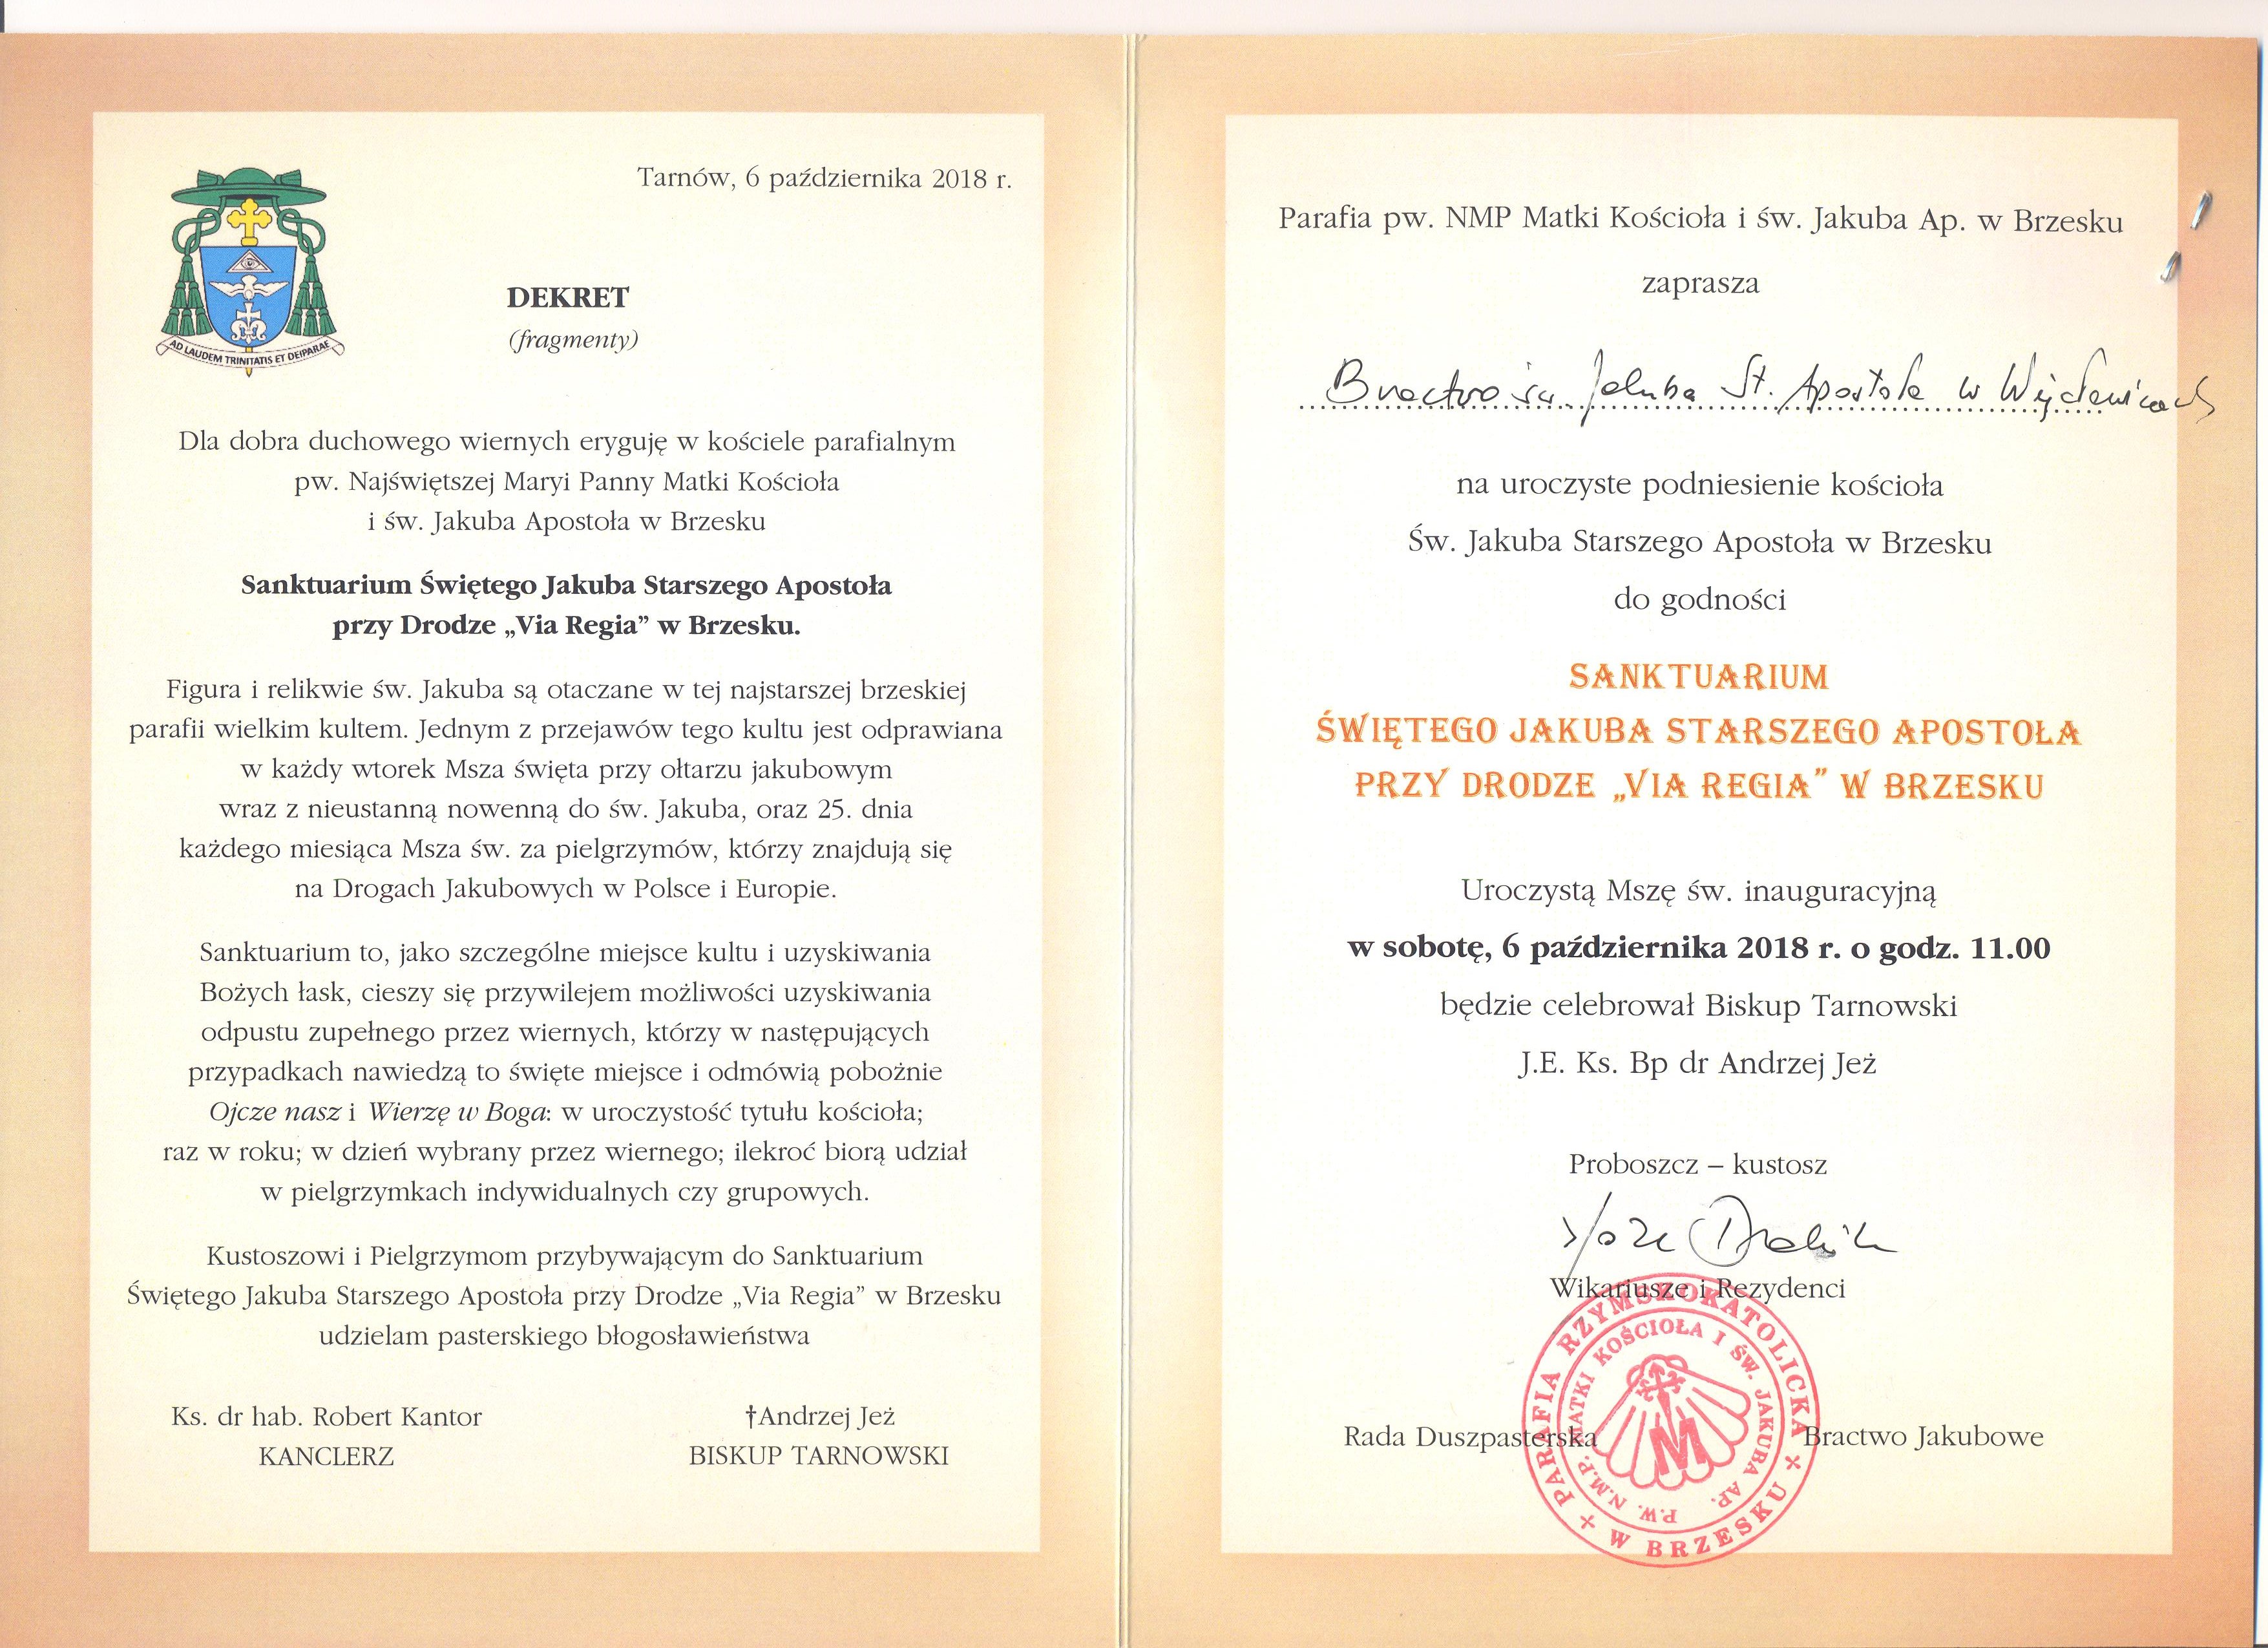 Tarnów, 6 października 2018 r.
AD LAUDEM TRINITATIS ET DEIPARAE
DEKRET
(fragmenty)
Dla dobra duchowego wiernych eryguję w kościele parafialnym
pw. Najświętszej Maryi Panny Matki Kościoła
i św. Jakuba Apostoła w Brzesku
Sanktuarium Świętego Jakuba Starszego Apostoła
przy Drodze „Via Regia” w Brzesku.
Figura i relikwie św. Jakuba są otaczane w tej najstarszej brzeskiej
parafii wielkim kultem. Jednym z przejawów tego kultu jest odprawiana
w każdy wtorek Msza święta przy ołtarzu jakubowym
wraz z nieustanną nowenną do św. Jakuba, oraz 25. dnia
każdego miesiąca Msza św. za pielgrzymów, którzy znajdują się
na Drogach Jakubowych w Polsce i Europie.
Sanktuarium to, jako szczególne miejsce kultu i uzyskiwania
Bożych łask, cieszy się przywilejem możliwości uzyskiwania
odpustu zupełnego przez wiernych, którzy w następujących
przypadkach nawiedzą to święte miejsce i odmówią pobożnie
Ojcze nasz i Wierzę w Boga: w uroczystość tytułu kościoła;
raz w roku; w dzień wybrany przez wiernego; ilekroć biorą udział
w pielgrzymkach indywidualnych czy grupowych.
Kustoszowi i Pielgrzymom przybywającym do Sanktuarium
Świętego Jakuba Starszego Apostoła przy Drodze „Via Regia” w Brzesku
udzielam pasterskiego błogosławieństwa
Ks. dr hab. Robert Kantor
KANCLERZ
†Andrzej Jeż
BISKUP TARNOWSKI
Parafia pw. NMP Matki Kościoła i św. Jakuba Ap. w Brzesku
zaprasza
Bractwo św. Jakuba St. Apostoła w Więcławicach
na uroczyste podniesienie kościoła
Św. Jakuba Starszego Apostoła w Brzesku
do godności
SANKTUARIUM
ŚWIĘTEGO JAKUBA STARSZEGO APOSTOŁA
PRZY DRODZE „VIA REGIA” W BRZESKU
Uroczystą Mszę św. inauguracyjną
w sobotę, 6 października 2018 r. o godz. 11.00
będzie celebrował Biskup Tarnowski
J.E. Ks. Bp dr Andrzej Jeż
Proboszcz – kustosz
Wikariusze i Rezydenci
Rada Duszpasterska
Bractwo Jakubowe
PARAFIA RZYMSKOKATOLICKA + W BRZESKU +
P.W. N.M.P. MATKI KOŚCIOŁA I ŚW. JAKUBA AP.
M